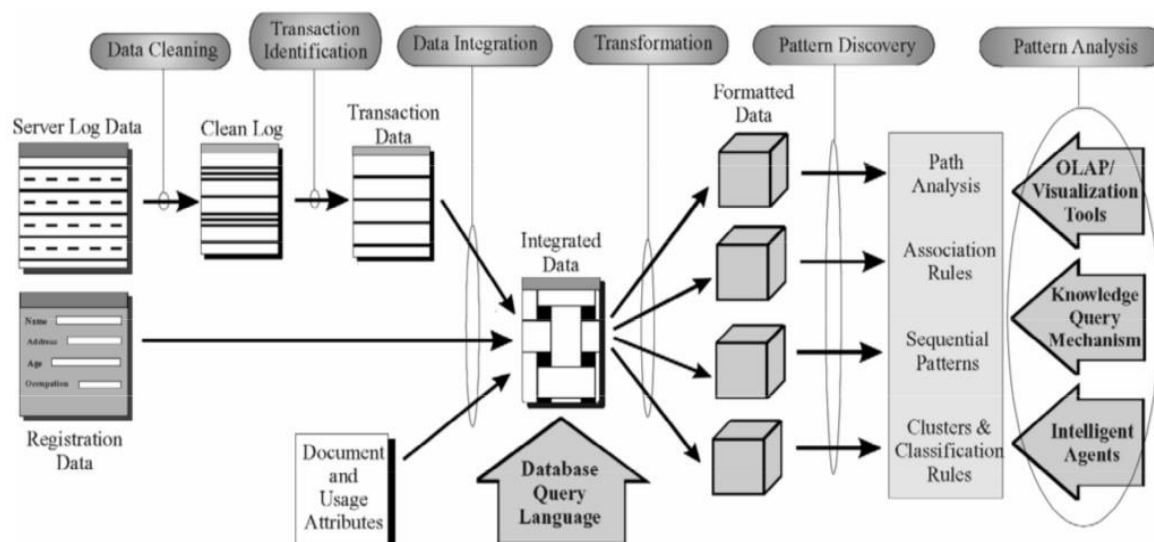 Data Cleaning
Transaction
Identification
Data Integration
Transformation
Pattern Discovery
Pattern Analysis
Server Log Data
Clean Log
Transaction
Data
Formatted
Data
Integrated
Data
Name
Address
Age
Occupation
Registration
Data
Document
and
Usage
Attributes
Database
Query
Language
Path
Analysis
Association
Rules
Sequential
Patterns
Clusters &
Classification
Rules
OLAP/
Visualization
Tools
Knowledge
Query
Mechanism
Intelligent
Agents